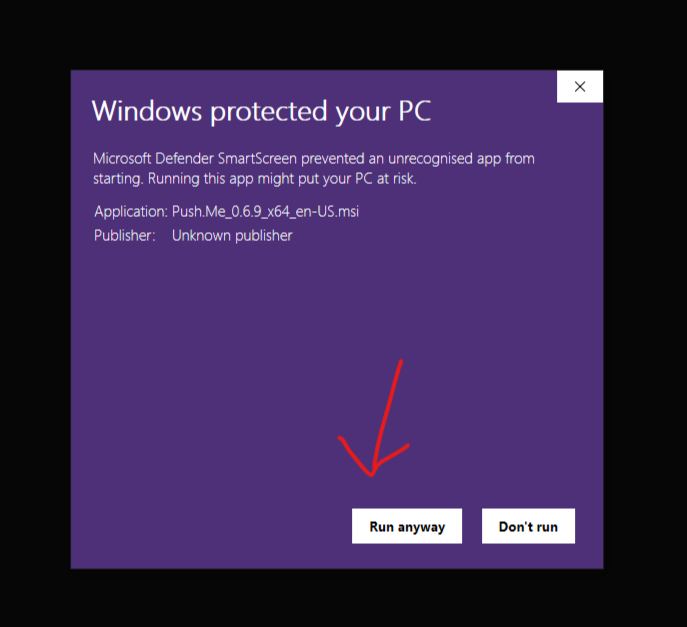 Windows protected your PC
Microsoft Defender SmartScreen prevented an unrecognised app from
starting. Running this app might put your PC at risk.
Application: Push.Me_0.6.9_x64_en-US.msi
Publisher: Unknown publisher
Run anyway
Don't run